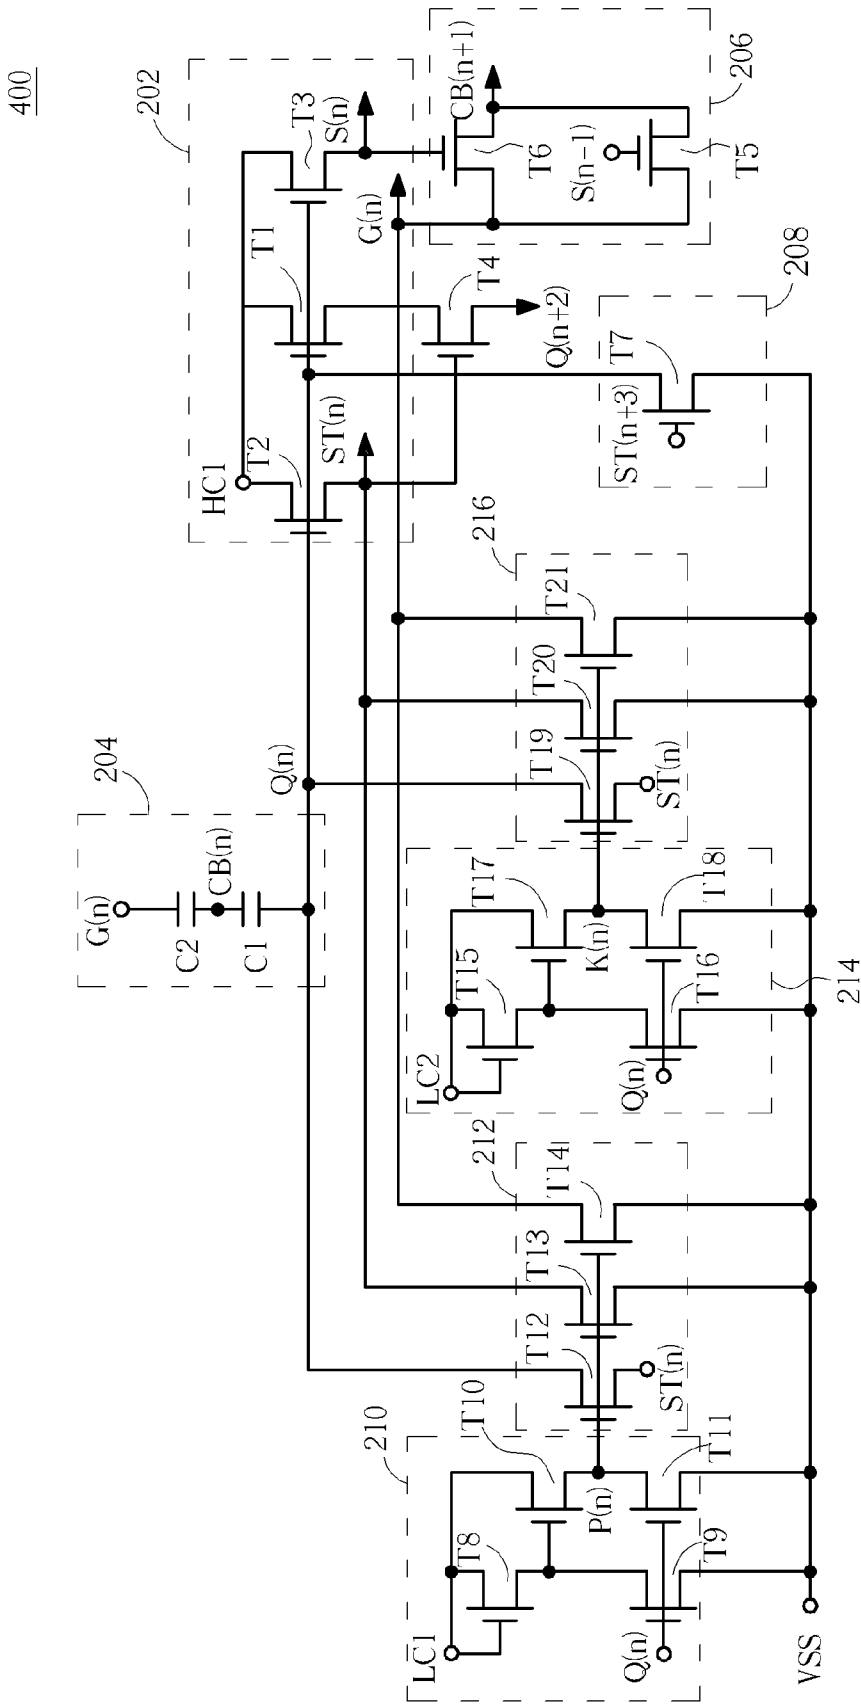 400
202
T3
S(n)
T1
T2
HC1
ST(n)
G(n)
T4
Q(n+2)
CB(n+1)
206
T6
S(n-1)
T5
208
T7
ST(n+3)
204
G(n)
CB(n)
C2
C1
Q(n)
216
T21
T20
T19
ST(n)
T17
T18
K(n)
T15
T16
LC2
Q(n)
214
212
T14
T13
T12
ST(n)
210
T10
T11
P(n)
T8
T9
LC1
Q(n)
VSS